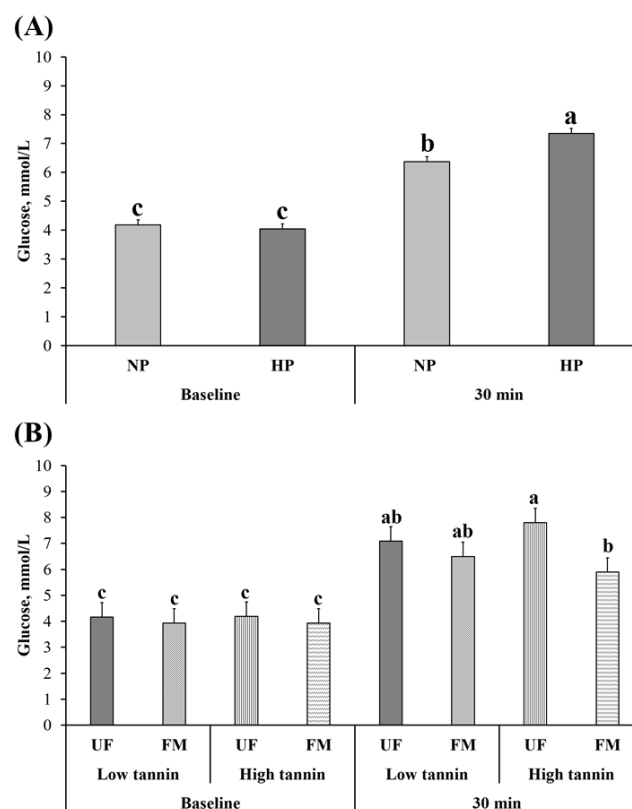 (A)
Glucose, mmol/L
10
9
8
7
6
5
4
3
2
1
0
c
c
b
a
NP
HP
NP
HP
Baseline
30 min
(B)
Glucose, mmol/L
10
9
8
7
6
5
4
3
2
1
0
c
c
c
c
ab
ab
a
b
UF
FM
UF
FM
UF
FM
UF
FM
Low tannin
High tannin
Low tannin
High tannin
Baseline
30 min